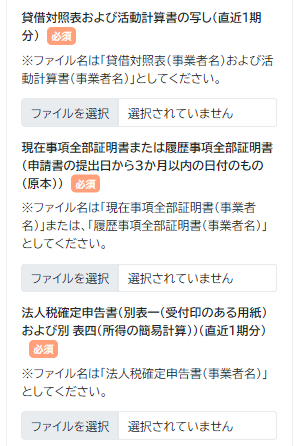 貸借対照表および活動計算書の写し（直近1期
分） 必須
※ファイル名は「貸借対照表（事業者名）および活
動計算書（事業者名）」としてください。
ファイルを選択 選択されていません
現在事項全部証明書または履歴事項全部証明書
（申請書の提出日から3か月以内の日付のもの
（原本）） 必須
※ファイル名は「現在事項全部証明書（事業者
名）」または、「履歴事項全部証明書（事業者名）」
としてください。
ファイルを選択 選択されていません
法人税確定申告書（別表一（受付印のある用紙）
および別 表四（所得の簡易計算））（直近1期分）
必須
※ファイル名は「法人税確定申告書（事業者名）」
としてください。
ファイルを選択 選択されていません